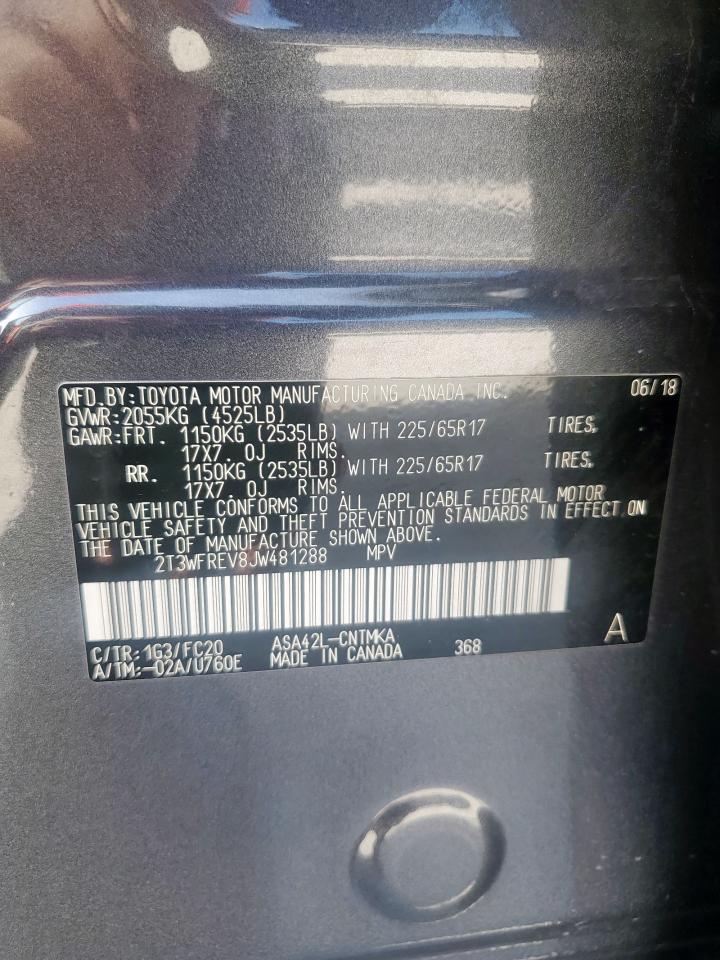 MFD.BY:TOYOTA MOTOR MANUFACTURING CANADA INC. 06/18
GVWR:2055KG (4525LB)
GAWR:FRT. 1150KG (2535LB) WITH 225/65R17 TIRES,
17X7.0J RIMS.
RR. 1150KG (2535LB) WITH 225/65R17 TIRES,
17X7.0J RIMS.
THIS VEHICLE CONFORMS TO ALL APPLICABLE FEDERAL MOTOR
VEHICLE SAFETY AND THEFT PREVENTION STANDARDS IN EFFECT ON
THE DATE OF MANUFACTURE SHOWN ABOVE.
2T3WFREV8JW481288 MPV
C/TR:1G3/FC20 ASA42L-CNTMKA 368 A
A/TM:-02A/U760E MADE IN CANADA